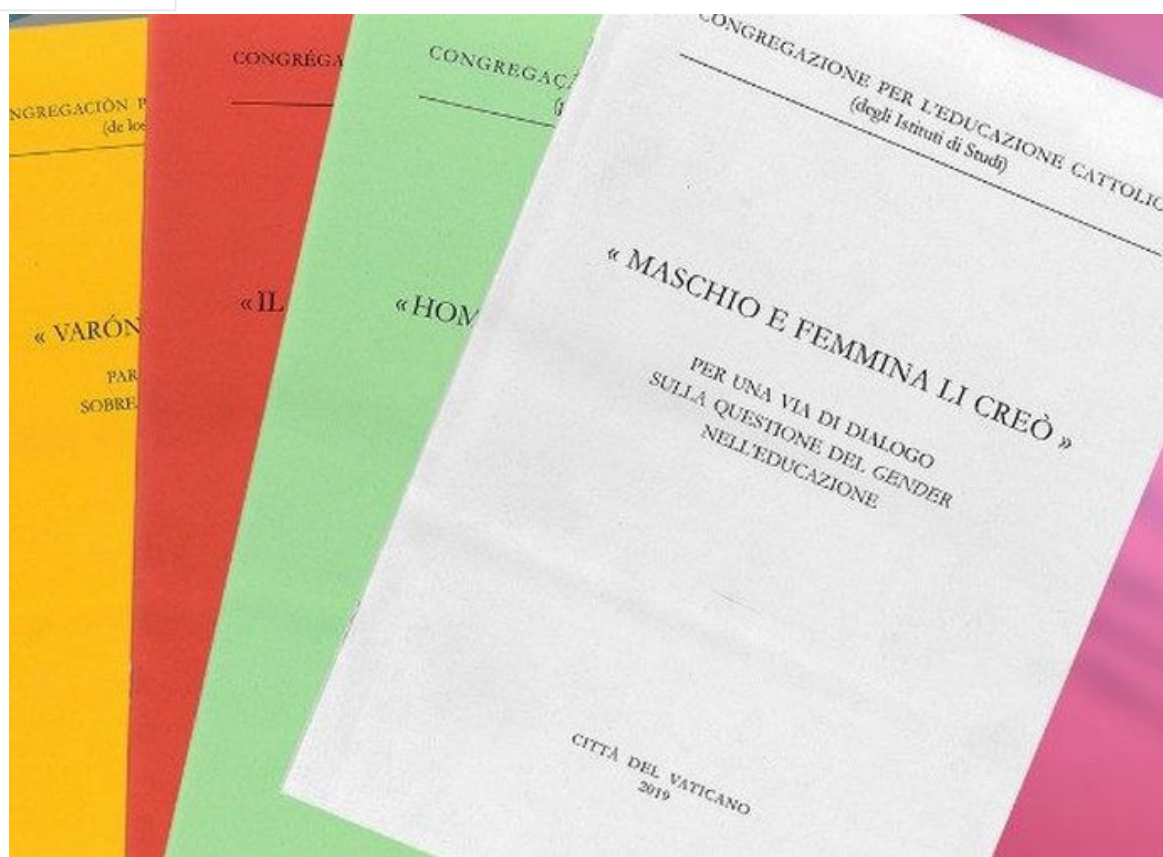 NGREGACIÓN P
(de los
« VARÓN
PAR
SOBRE
CONGRÉGA
« IL
CONGREGAÇÃ
« HOM
CONGREGAZIONE PER L'EDUCAZIONE CATTOLIC
(degli Istituti di Studi)
« MASCHIO E FEMMINA LI CREÒ »
PER UNA VIA DI DIALOGO
SULLA QUESTIONE DEL GENDER
NELL'EDUCAZIONE
CITTÀ DEL VATICANO
2019